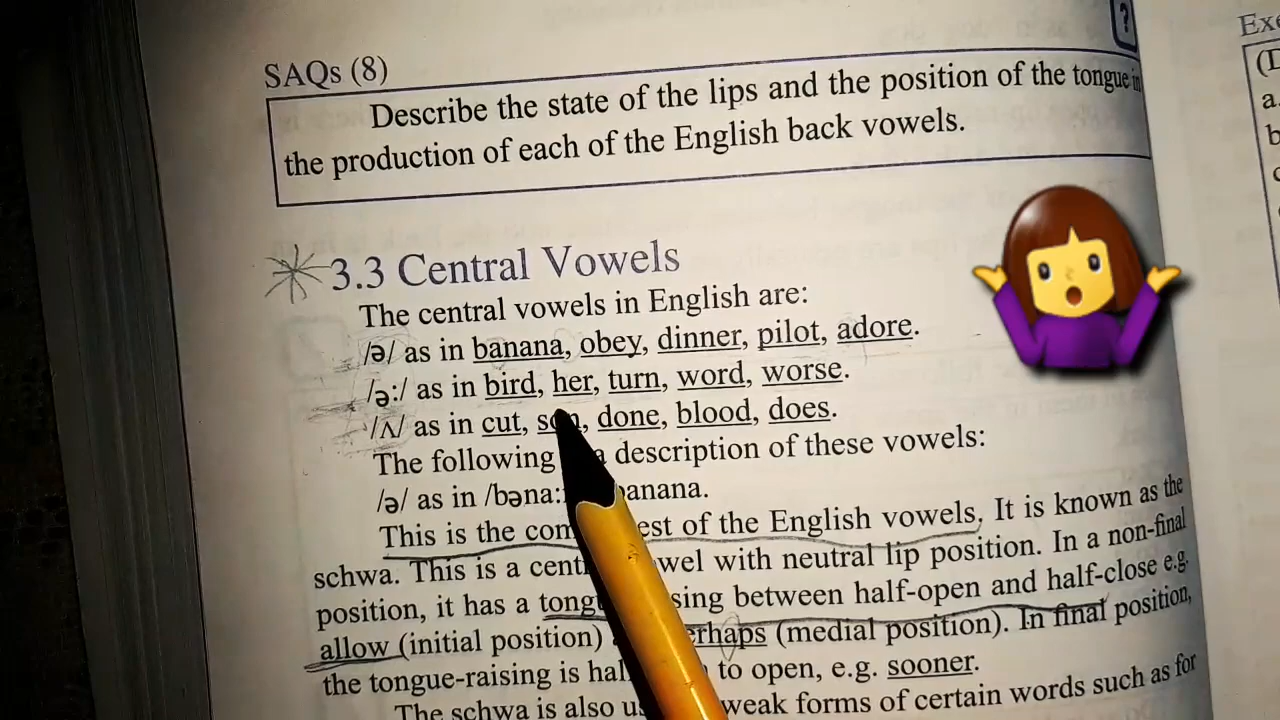 ?
SAQs (8)
Describe the state of the lips and the position of the tongue in
the production of each of the English back vowels.
3.3 Central Vowels
The central vowels in English are:
/ə/ as in banana, obey, dinner, pilot, adore.
/ə:/ as in bird, her, turn, word, worse.
/ʌ/ as in cut, son, done, blood, does.
The following a description of these vowels:
/ə/ as in /bəna: banana.
This is the com est of the English vowels. It is known as the
schwa. This is a cent wel with neutral lip position. In a non-final
position, it has a tong sing between half-open and half-close e.g.
allow (initial position) rhaps (medial position). In final position,
the tongue-raising is hal to open, e.g. sooner.
The schwa is also us weak forms of certain words such as for
Exe
(D
a.
b